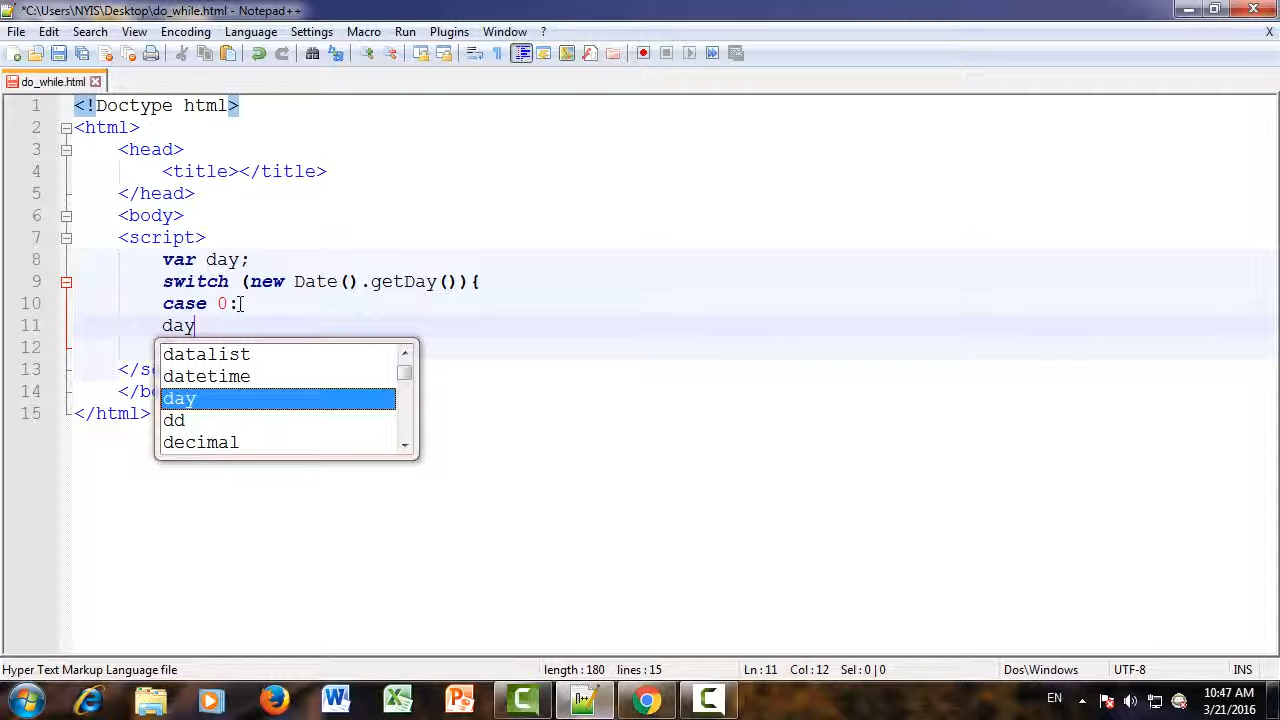 *C:\Users\NYIS\Desktop\do_while.html - Notepad++
File Edit Search View Encoding Language Settings Macro Run Plugins Window ? X
do_while.html
1 <!Doctype html>
2 <html>
3 <head>
4 <title></title>
5 </head>
6 <body>
7 <script>
8 var day;
9 switch (new Date().getDay()){
10 case 0:
11 day
12
datalist
13 </s
datetime
14 </bo
day
15 </html>
dd
decimal
Hyper Text Markup Language file length : 180 lines : 15 Ln : 11 Col : 12 Sel : 0 | 0 Dos\Windows UTF-8 INS
EN 10:47 AM
3/21/2016